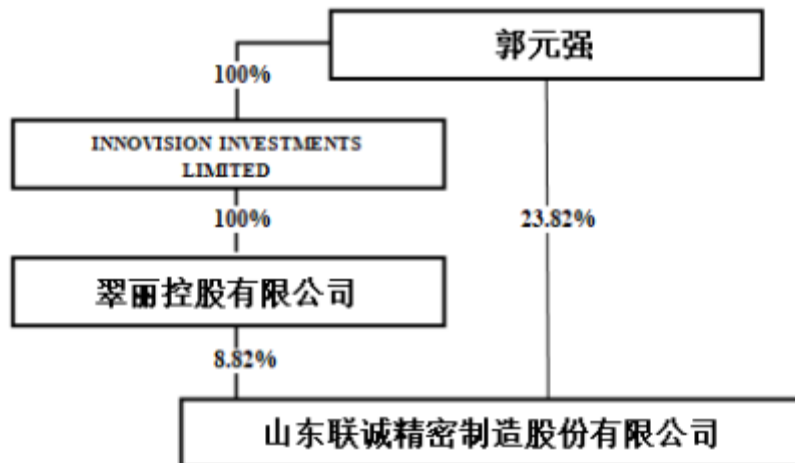 郭元强
100%
INNOVISION INVESTMENTS
LIMITED
100%
23.82%
翠丽控股有限公司
8.82%
山东联诚精密制造股份有限公司